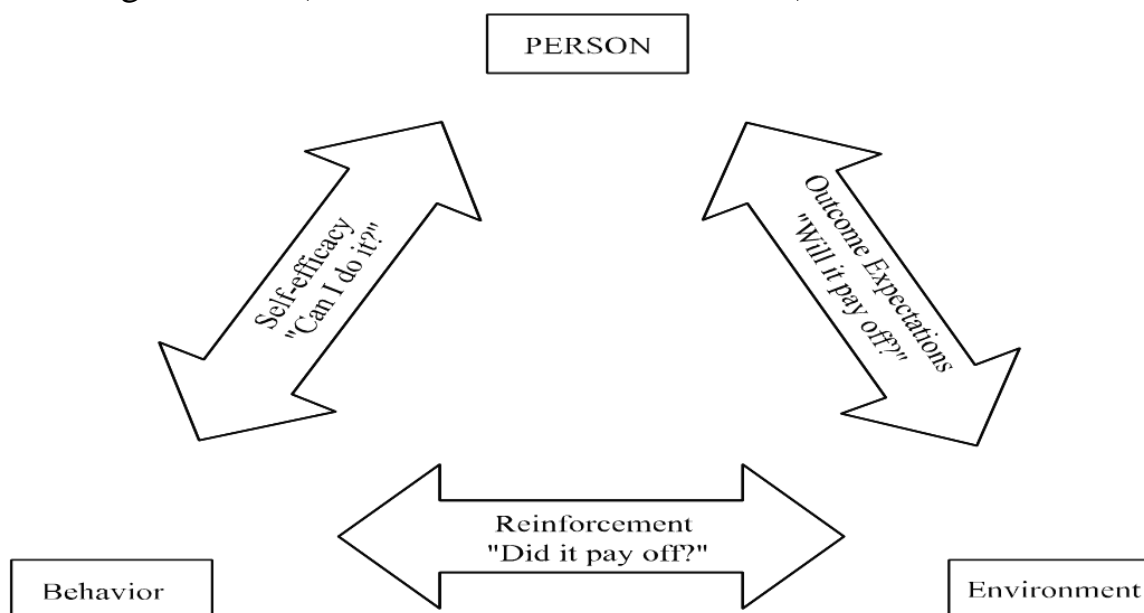 PERSON
Self-efficacy
"Can I do it?"
Outcome Expectations
"Will it pay off?"
Reinforcement
"Did it pay off?"
Behavior
Environment